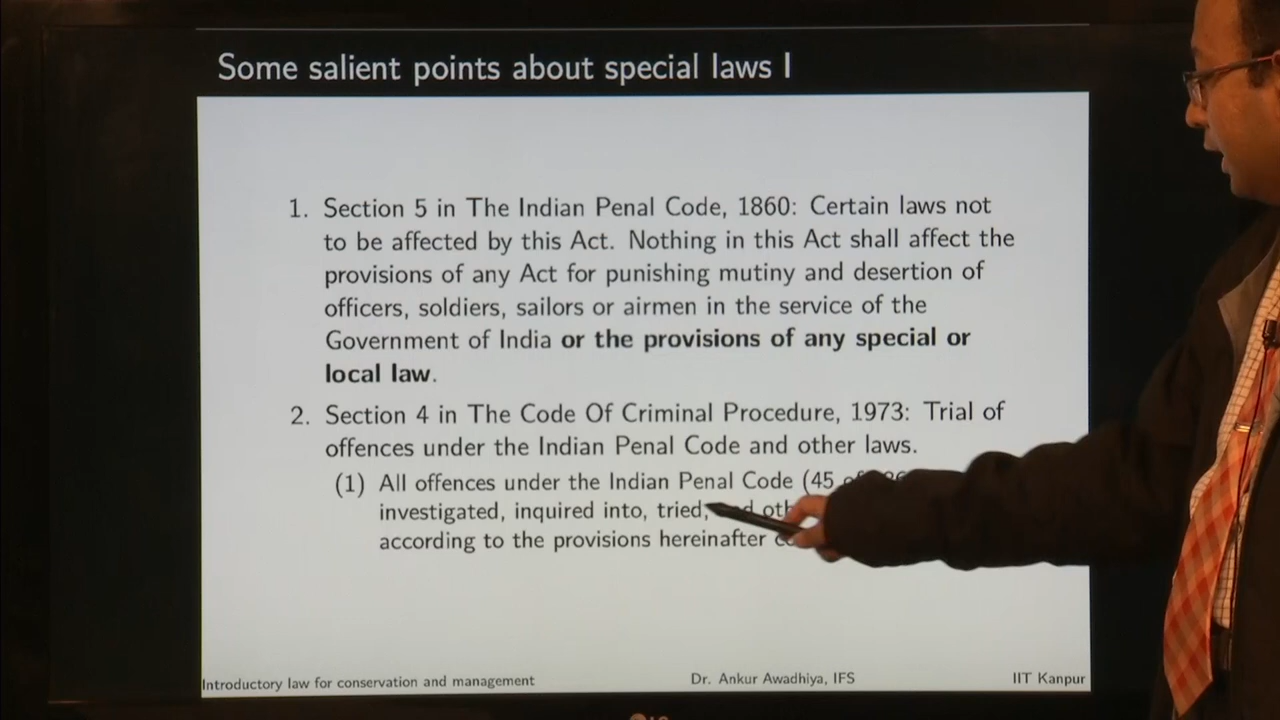 Some salient points about special laws I
1. Section 5 in The Indian Penal Code, 1860: Certain laws not
to be affected by this Act. Nothing in this Act shall affect the
provisions of any Act for punishing mutiny and desertion of
officers, soldiers, sailors or airmen in the service of the
Government of India or the provisions of any special or
local law.
2. Section 4 in The Code Of Criminal Procedure, 1973: Trial of
offences under the Indian Penal Code and other laws.
(1) All offences under the Indian Penal Code (45
investigated, inquired into, tried,
according to the provisions hereinafter
Introductory law for conservation and management
Dr. Ankur Awadhiya, IFS
IIT Kanpur